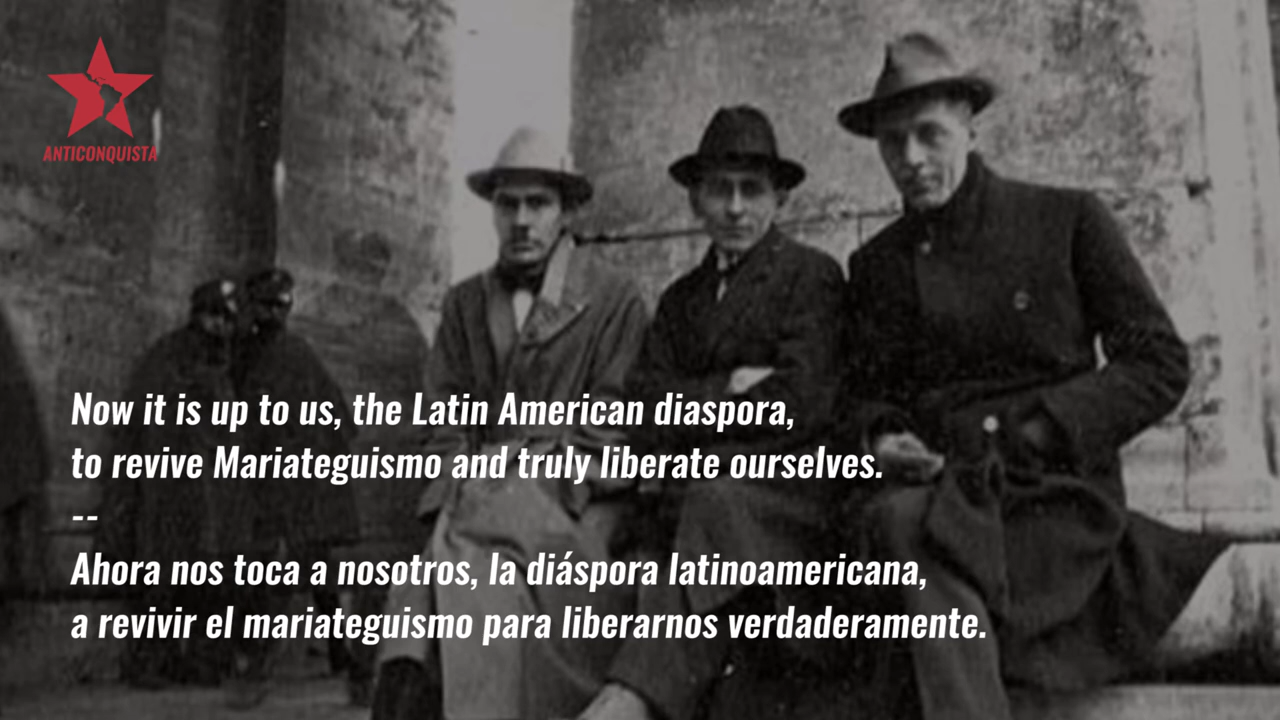 ANTICONQUISTA
Now it is up to us, the Latin American diaspora,
to revive Mariateguismo and truly liberate ourselves.
--
Ahora nos toca a nosotros, la diáspora latinoamericana,
a revivir el mariateguismo para liberarnos verdaderamente.